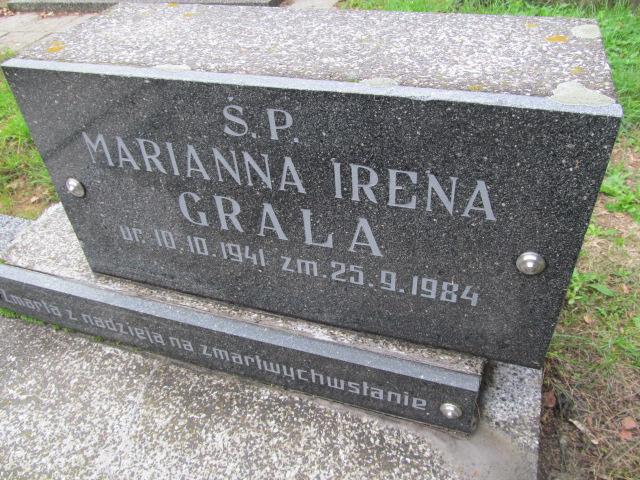 Ś.P.
MARIANNA IRENA
GRALA
ur. 10.10.1941 zm. 25.9.1984
Zmarła z nadzieją na zmartwychwstanie